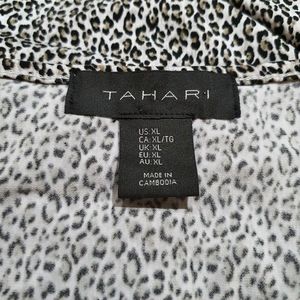 TAHARI
US: XL
CA: XL/TG
UK: XL
EU: XL
AU: XL
MADE IN
CAMBODIA